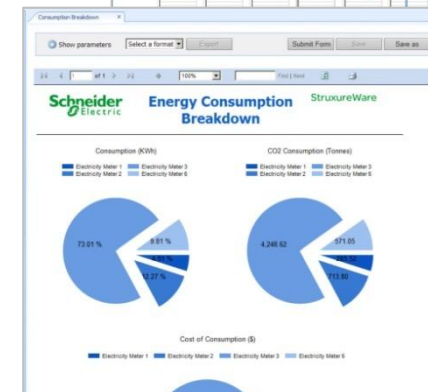 Consumption Breakdown ×
Show parameters Select a format Export Submit Form Save Save as
1 of 1 100% Find | Next
Schneider Electric
Energy Consumption Breakdown
StruxureWare
Consumption (KWh)
Electricity Meter 1 Electricity Meter 3
Electricity Meter 2 Electricity Meter 6
73.01 %
9.81 %
12.27 %
CO2 Consumption (Tonnes)
Electricity Meter 1 Electricity Meter 3
Electricity Meter 2 Electricity Meter 6
4,248.62
571.05
713.80
Cost of Consumption ($)
Electricity Meter 1 Electricity Meter 2 Electricity Meter 3 Electricity Meter 6